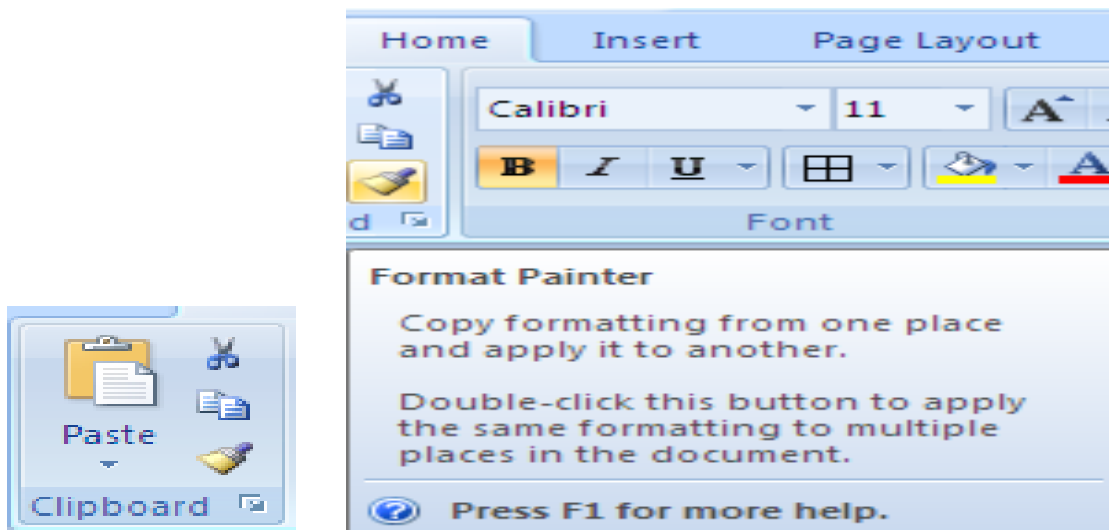 Home Insert Page Layout
Calibri 11 A
B I U A
d Font
Format Painter
Copy formatting from one place
and apply it to another.
Double-click this button to apply
the same formatting to multiple
places in the document.
Press F1 for more help.
Paste
Clipboard